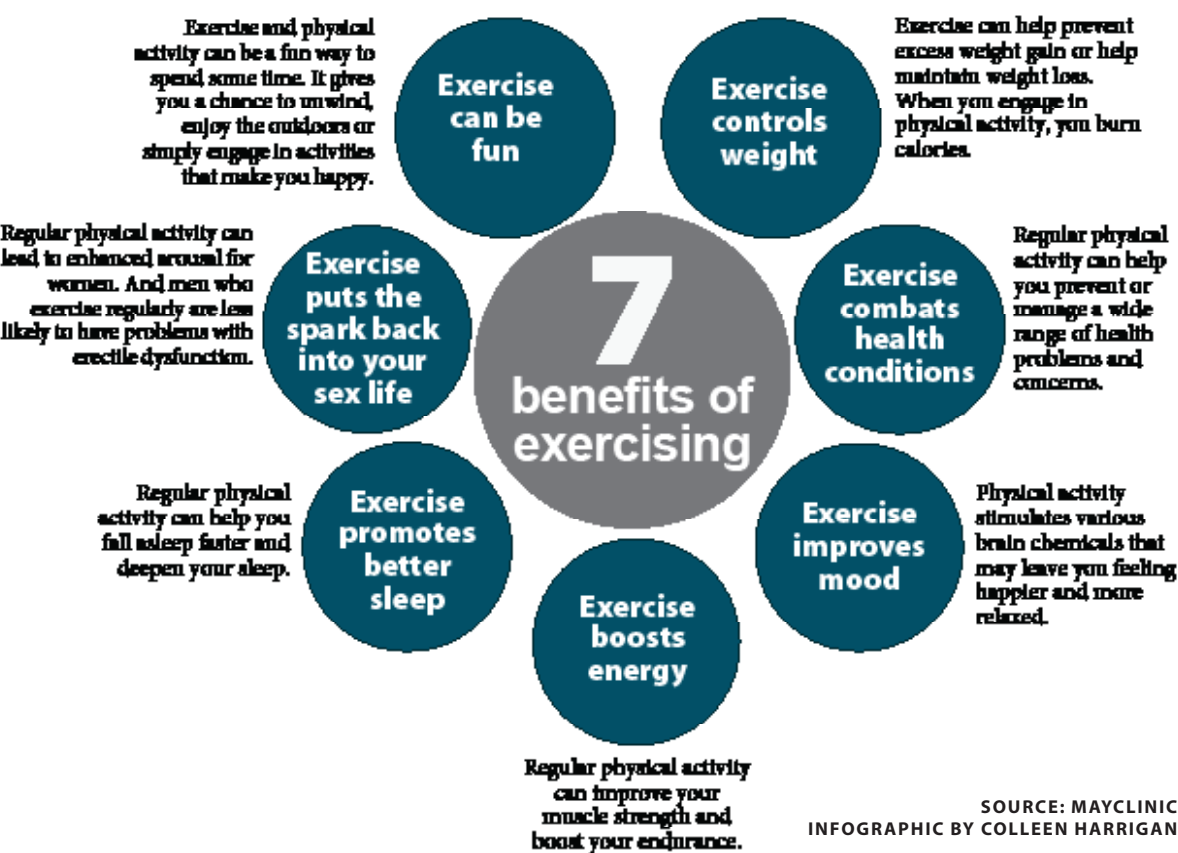 7
benefits of
exercising
Exercise
can be
fun
Exercise and physical
activity can be a fun way to
spend some time. It gives
you a chance to unwind,
enjoy the outdoors or
simply engage in activities
that make you happy.
Exercise
controls
weight
Exercise can help prevent
excess weight gain or help
maintain weight loss.
When you engage in
physical activity, you burn
calories.
Exercise
combats
health
conditions
Regular physical
activity can help
you prevent or
manage a wide
range of health
problems and
concerns.
Exercise
improves
mood
Physical activity
stimulates various
brain chemicals that
may leave you feeling
happier and more
relaxed.
Exercise
boosts
energy
Regular physical activity
can improve your
muscle strength and
boost your endurance.
Exercise
promotes
better
sleep
Regular physical
activity can help you
fall asleep faster and
deepen your sleep.
Exercise
puts the
spark back
into your
sex life
Regular physical activity can
lead to enhanced arousal for
women. And men who
exercise regularly are less
likely to have problems with
erectile dysfunction.
SOURCE: MAYCLINIC
INFOGRAPHIC BY COLLEEN HARRIGAN